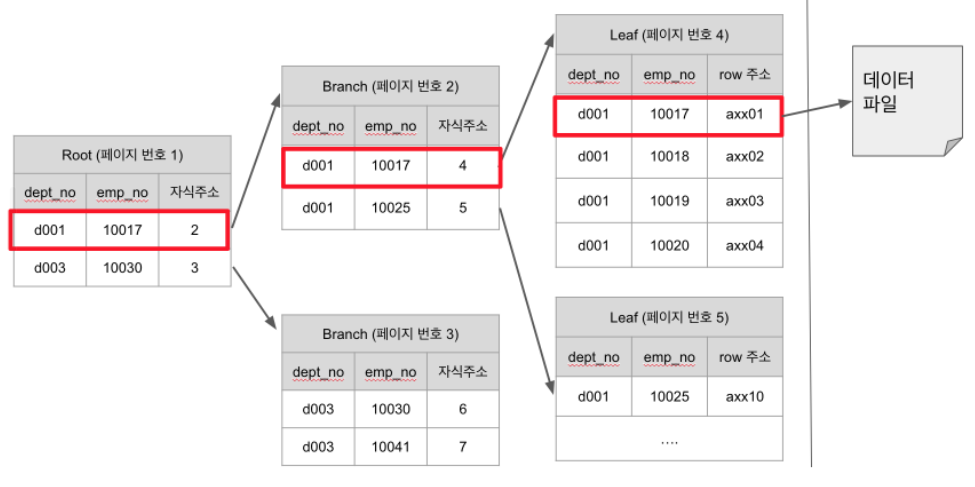 Root (페이지 번호 1)
dept_no emp_no 자식주소
d001 10017 2
d003 10030 3
Branch (페이지 번호 2)
dept_no emp_no 자식주소
d001 10017 4
d001 10025 5
Branch (페이지 번호 3)
dept_no emp_no 자식주소
d003 10030 6
d003 10041 7
Leaf (페이지 번호 4)
dept_no emp_no row 주소
d001 10017 axx01
d001 10018 axx02
d001 10019 axx03
d001 10020 axx04
Leaf (페이지 번호 5)
dept_no emp_no row 주소
d001 10025 axx10
....
데이터
파일